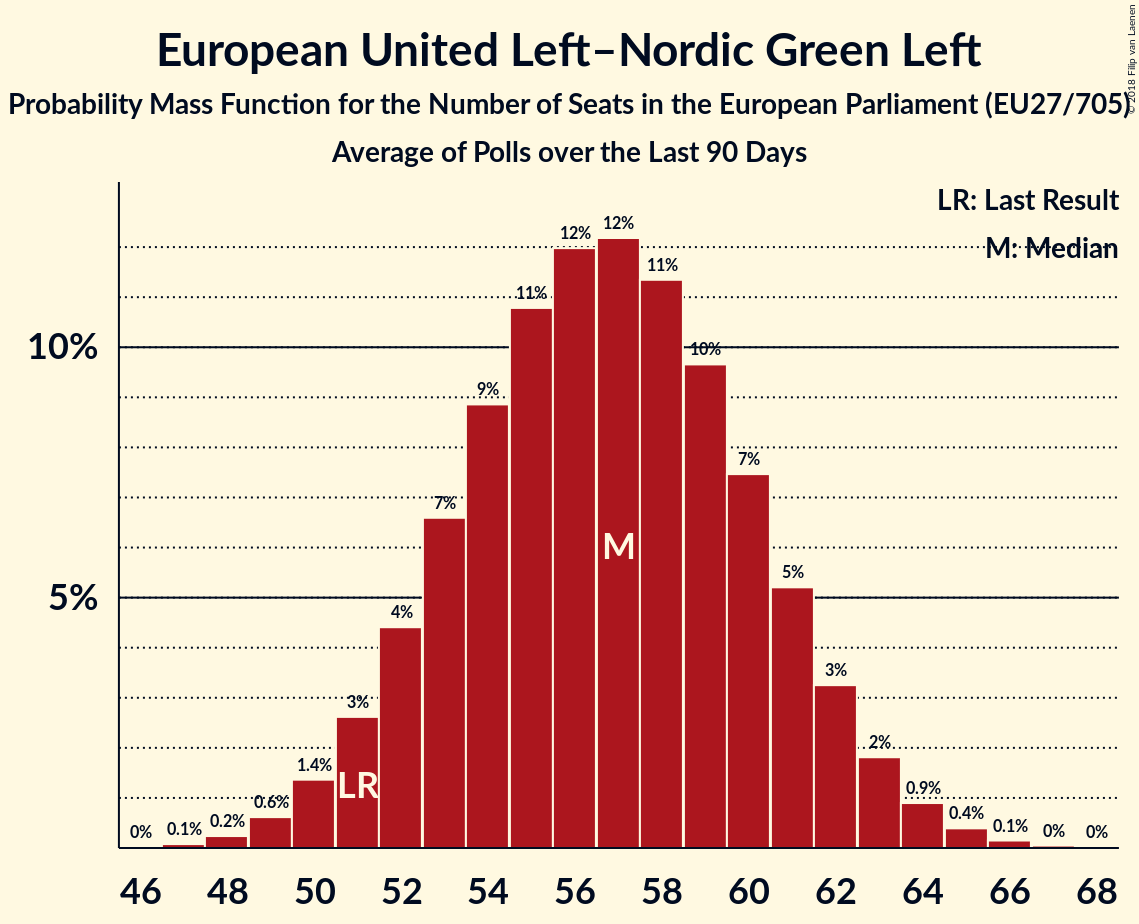 European United Left–Nordic Green Left
Probability Mass Function for the Number of Seats in the European Parliament (EU27/705)
Average of Polls over the Last 90 Days
© 2018 Filip van Laenen
LR: Last Result
M: Median
10%
5%
0%
0.1%
0.2%
0.6%
1.4%
3%
4%
7%
9%
11%
12%
12%
11%
10%
7%
5%
3%
2%
0.9%
0.4%
0.1%
0%
0%
LR
M
46 48 50 52 54 56 58 60 62 64 66 68